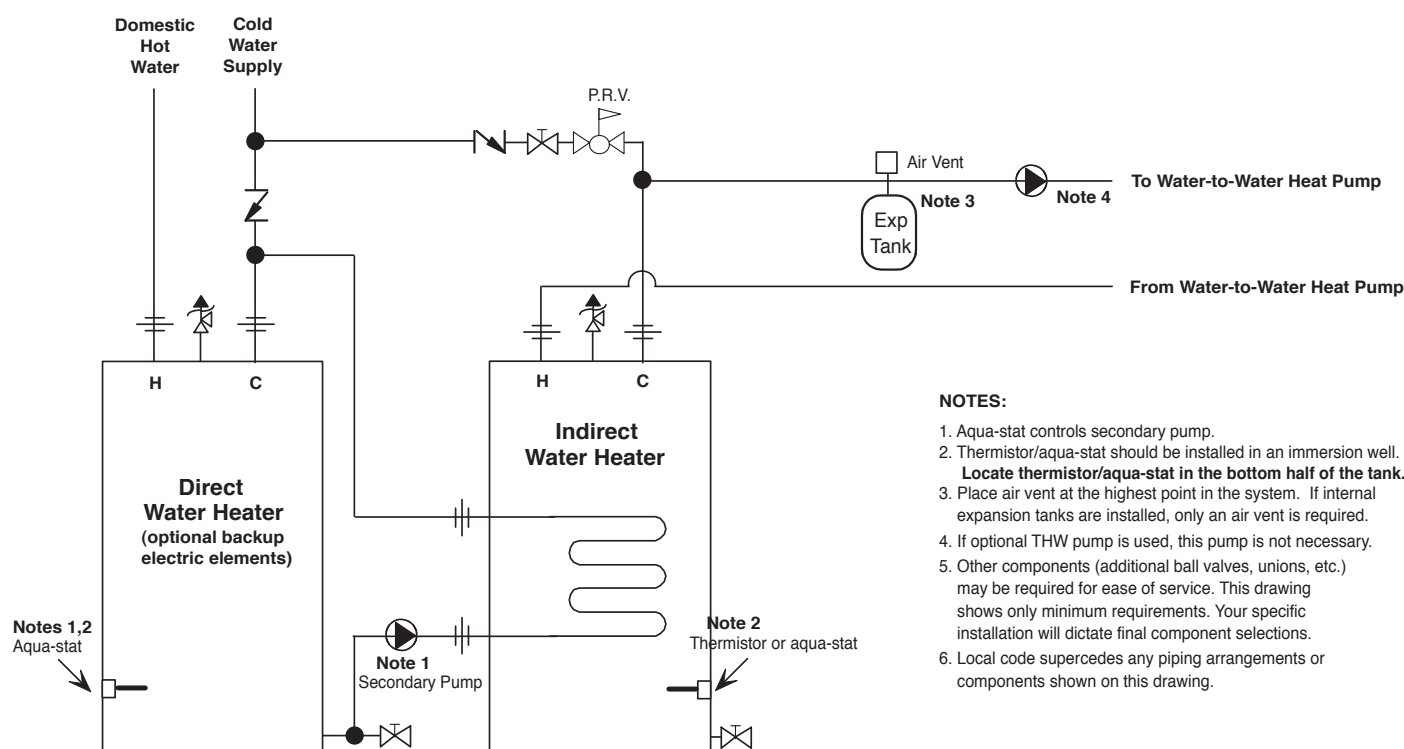 Domestic
Hot
Water
Cold
Water
Supply
P.R.V.
Air Vent
To Water-to-Water Heat Pump
Note 3
Note 4
Exp
Tank
From Water-to-Water Heat Pump
H
C
H
C
Direct
Water Heater
(optional backup
electric elements)
Indirect
Water Heater
Notes 1,2
Aqua-stat
Note 1
Secondary Pump
Note 2
Thermistor or aqua-stat
NOTES:
1. Aqua-stat controls secondary pump.
2. Thermistor/aqua-stat should be installed in an immersion well.
Locate thermistor/aqua-stat in the bottom half of the tank.
3. Place air vent at the highest point in the system. If internal
expansion tanks are installed, only an air vent is required.
4. If optional THW pump is used, this pump is not necessary.
5. Other components (additional ball valves, unions, etc.)
may be required for ease of service. This drawing
shows only minimum requirements. Your specific
installation will dictate final component selections.
6. Local code supercedes any piping arrangements or
components shown on this drawing.